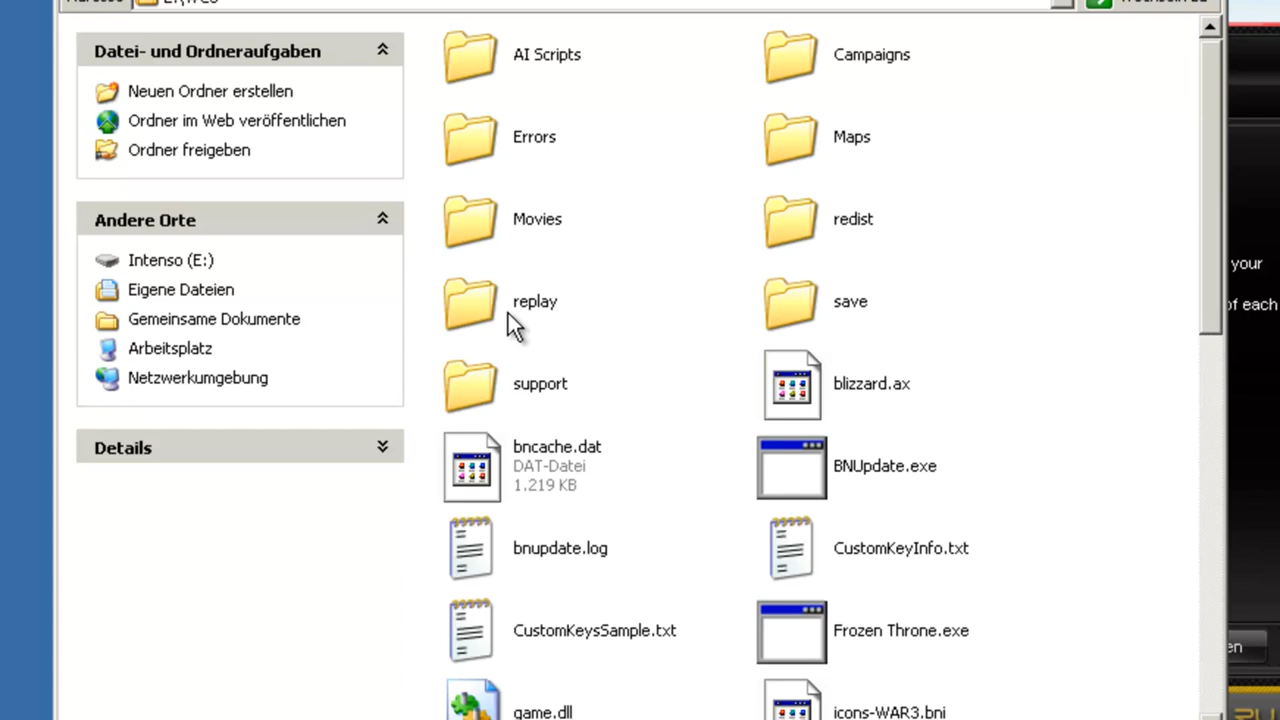 Datei- und Ordneraufgaben
Neuen Ordner erstellen
Ordner im Web veröffentlichen
Ordner freigeben
Andere Orte
Intenso (E:)
Eigene Dateien
Gemeinsame Dokumente
Arbeitsplatz
Netzwerkumgebung
Details
AI Scripts
Campaigns
Errors
Maps
Movies
redist
replay
save
support
blizzard.ax
bncache.dat
DAT-Datei
1.219 KB
BNUpdate.exe
bnupdate.log
CustomKeyInfo.txt
CustomKeysSample.txt
Frozen Throne.exe
game.dll
icons-WAR3.bni
your
of each
en